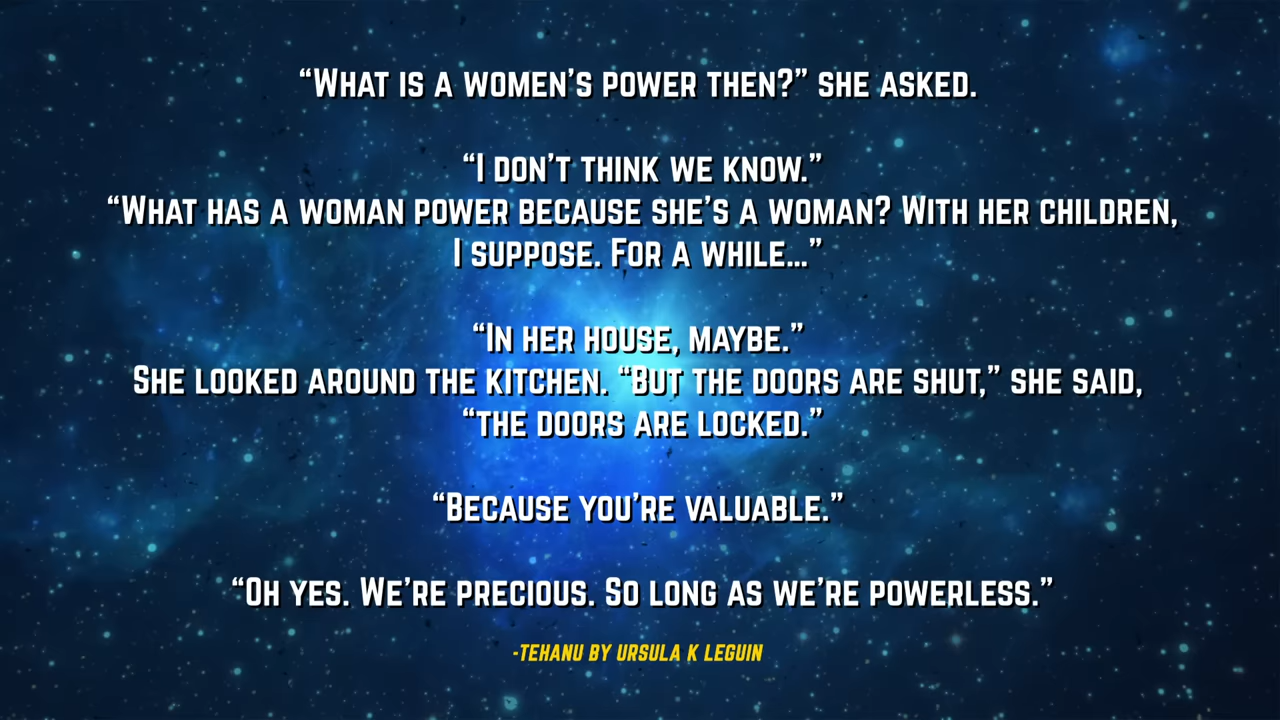 “What is a women’s power then?” she asked.
“I don’t think we know.”
“What has a woman power because she’s a woman? With her children,
I suppose. For a while...”
“In her house, maybe.”
She looked around the kitchen. “But the doors are shut,” she said,
“the doors are locked.”
“Because you’re valuable.”
“Oh yes. We’re precious. So long as we’re powerless.”
-Tehanu by Ursula K LeGuin